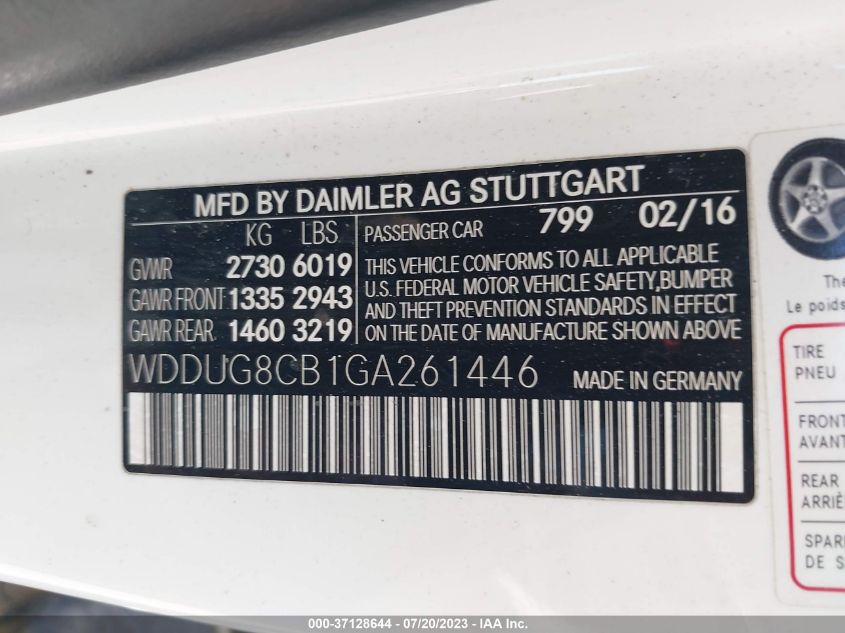 MFD BY DAIMLER AG STUTTGART
KG LBS
PASSENGER CAR 799 02/16
GVWR 2730 6019
GAWR FRONT 1335 2943
GAWR REAR 1460 3219
THIS VEHICLE CONFORMS TO ALL APPLICABLE
U.S. FEDERAL MOTOR VEHICLE SAFETY, BUMPER
AND THEFT PREVENTION STANDARDS IN EFFECT
ON THE DATE OF MANUFACTURE SHOWN ABOVE
WDDUG8CB1GA261446 MADE IN GERMANY
The
Le poids
TIRE
PNEU
FRONT
AVANT
REAR
ARRIÈ
SPAR
DE S
000-37128644 / 07/20/2023 - IAA Inc.